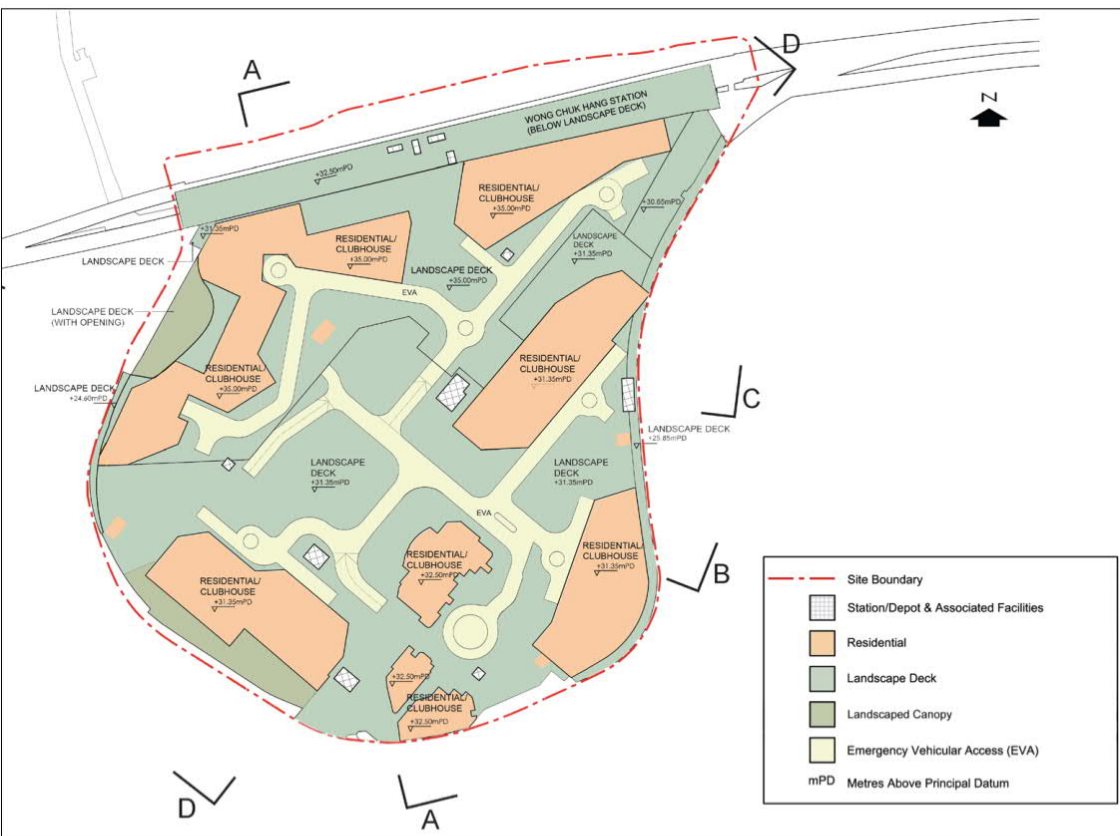 A
D
N
WONG CHUK HANG STATION
(BELOW LANDSCAPE DECK)
+32.50mPD
RESIDENTIAL/
CLUBHOUSE
+35.00mPD
+30.65mPD
+31.35mPD
LANDSCAPE DECK
RESIDENTIAL/
CLUBHOUSE
+35.00mPD
LANDSCAPE
DECK
+31.35mPD
LANDSCAPE DECK
+35.00mPD
EVA
LANDSCAPE DECK
(WITH OPENING)
RESIDENTIAL/
CLUBHOUSE
+35.00mPD
RESIDENTIAL/
CLUBHOUSE
+31.35mPD
LANDSCAPE DECK
+24.60mPD
C
LANDSCAPE DECK
+25.85mPD
LANDSCAPE
DECK
+31.35mPD
LANDSCAPE
DECK
+31.35mPD
EVA
RESIDENTIAL/
CLUBHOUSE
+32.50mPD
RESIDENTIAL/
CLUBHOUSE
+31.35mPD
RESIDENTIAL/
CLUBHOUSE
+31.35mPD
B
+32.50mPD
RESIDENTIAL/
CLUBHOUSE
+32.50mPD
D
A
Site Boundary
Station/Depot & Associated Facilities
Residential
Landscape Deck
Landscaped Canopy
Emergency Vehicular Access (EVA)
mPD Metres Above Principal Datum